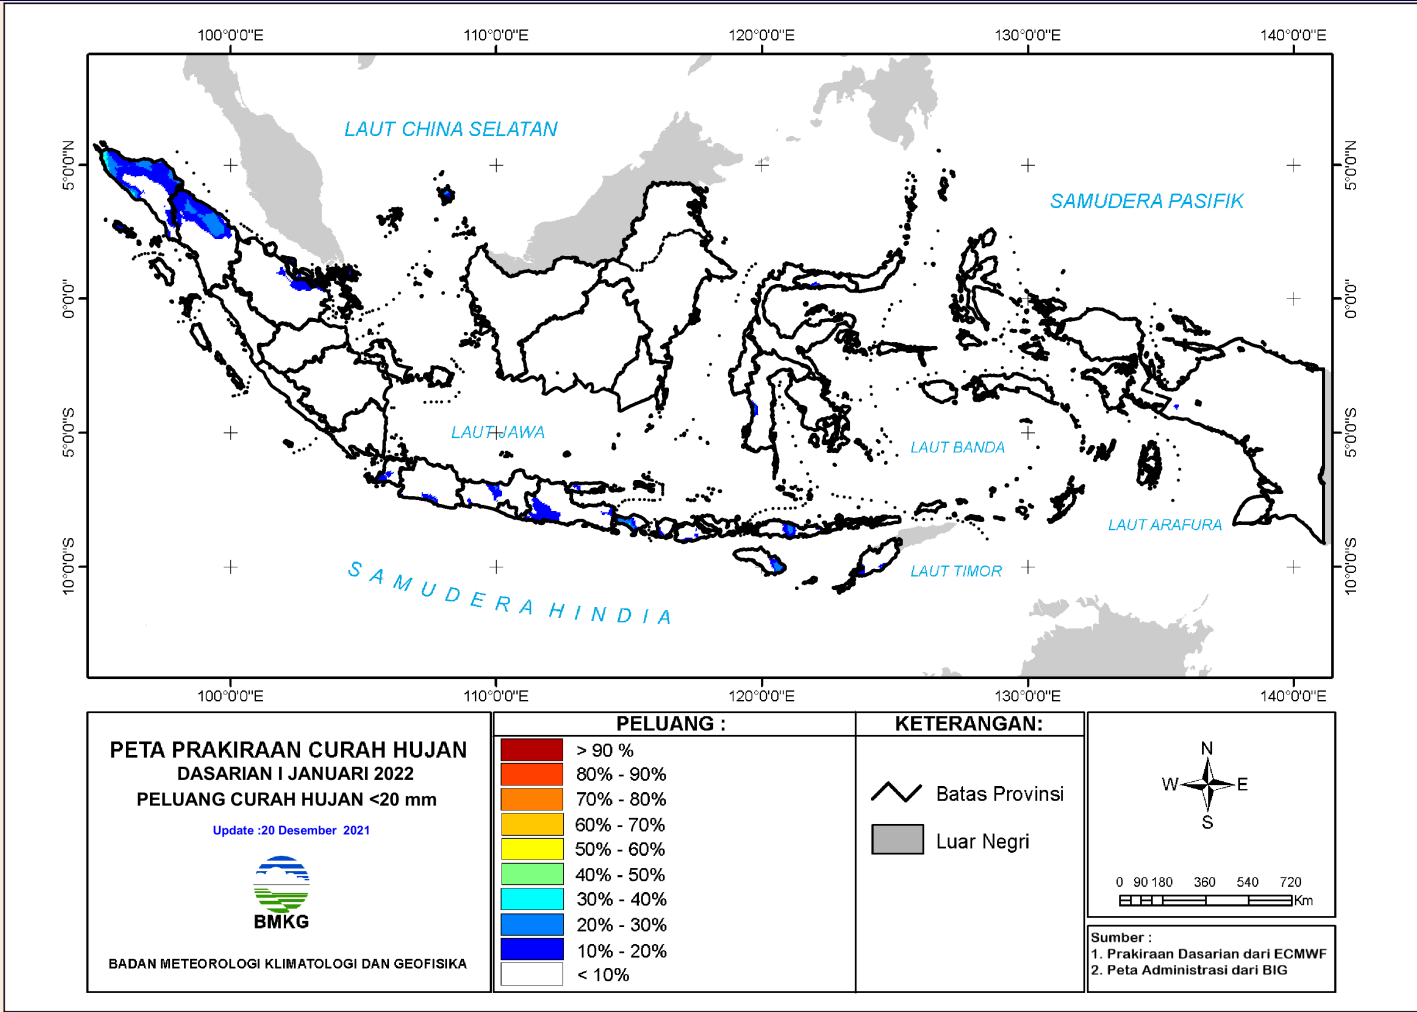 100°0'0"E 110°0'0"E 120°0'0"E 130°0'0"E 140°0'0"E
LAUT CHINA SELATAN
5°0'0"N 5°0'0"N
SAMUDERA PASIFIK
0°0'0" 0°0'0"
LAUT JAWA
5°0'0"S 5°0'0"S
LAUT BANDA
LAUT ARAFURA
10°0'0"S 10°0'0"S
LAUT TIMOR
SAMUDERA HINDIA
100°0'0"E 110°0'0"E 120°0'0"E 130°0'0"E 140°0'0"E
PETA PRAKIRAAN CURAH HUJAN
DASARIAN I JANUARI 2022
PELUANG CURAH HUJAN <20 mm
Update :20 Desember 2021
BMKG
BADAN METEOROLOGI KLIMATOLOGI DAN GEOFISIKA
PELUANG :
> 90 %
80% - 90%
70% - 80%
60% - 70%
50% - 60%
40% - 50%
30% - 40%
20% - 30%
10% - 20%
< 10%
KETERANGAN:
Batas Provinsi
Luar Negri
N
W E
S
0 90 180 360 540 720
Km
Sumber :
1. Prakiraan Dasarian dari ECMWF
2. Peta Administrasi dari BIG